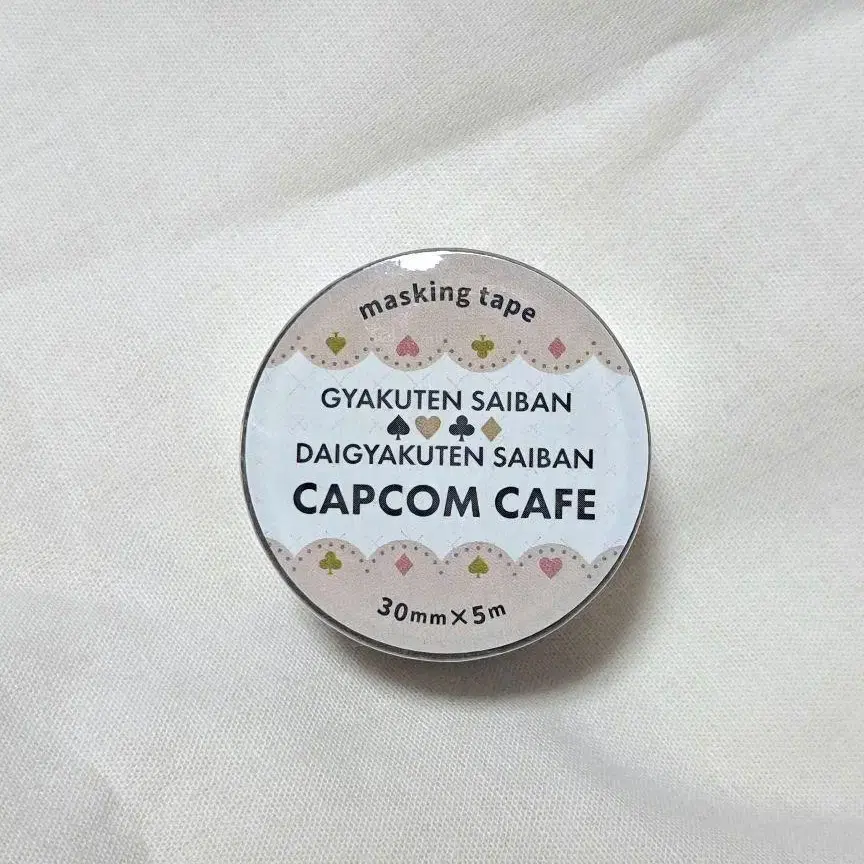 masking tape
GYAKUTEN SAIBAN
DAIGYAKUTEN SAIBAN
CAPCOM CAFE
30mm×5m